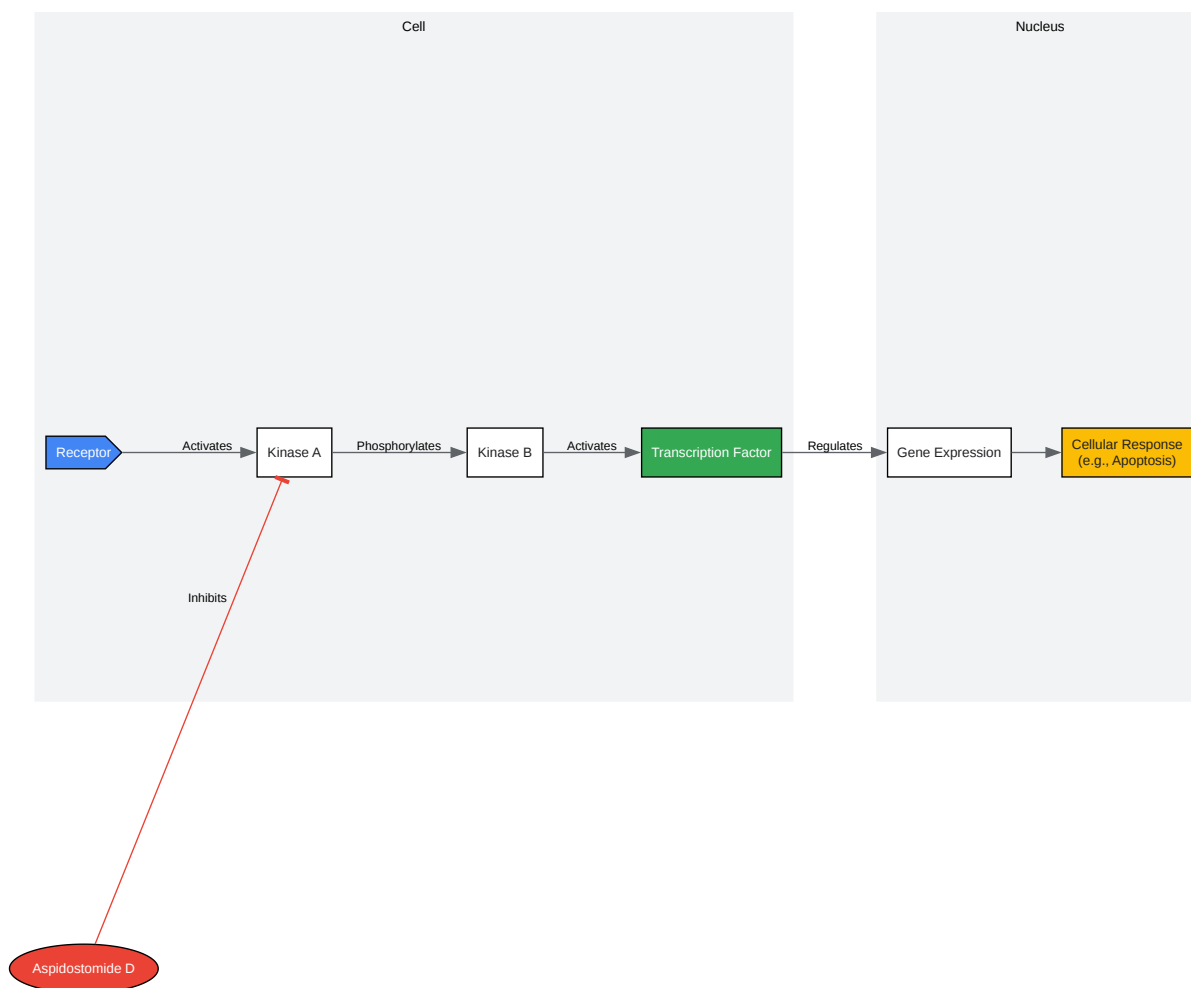 Cell
Nucleus
Receptor
Activates
Kinase A
Phosphorylates
Kinase B
Activates
Transcription Factor
Regulates
Gene Expression
Cellular Response
(e.g., Apoptosis)
Inhibits
Aspidostomide D